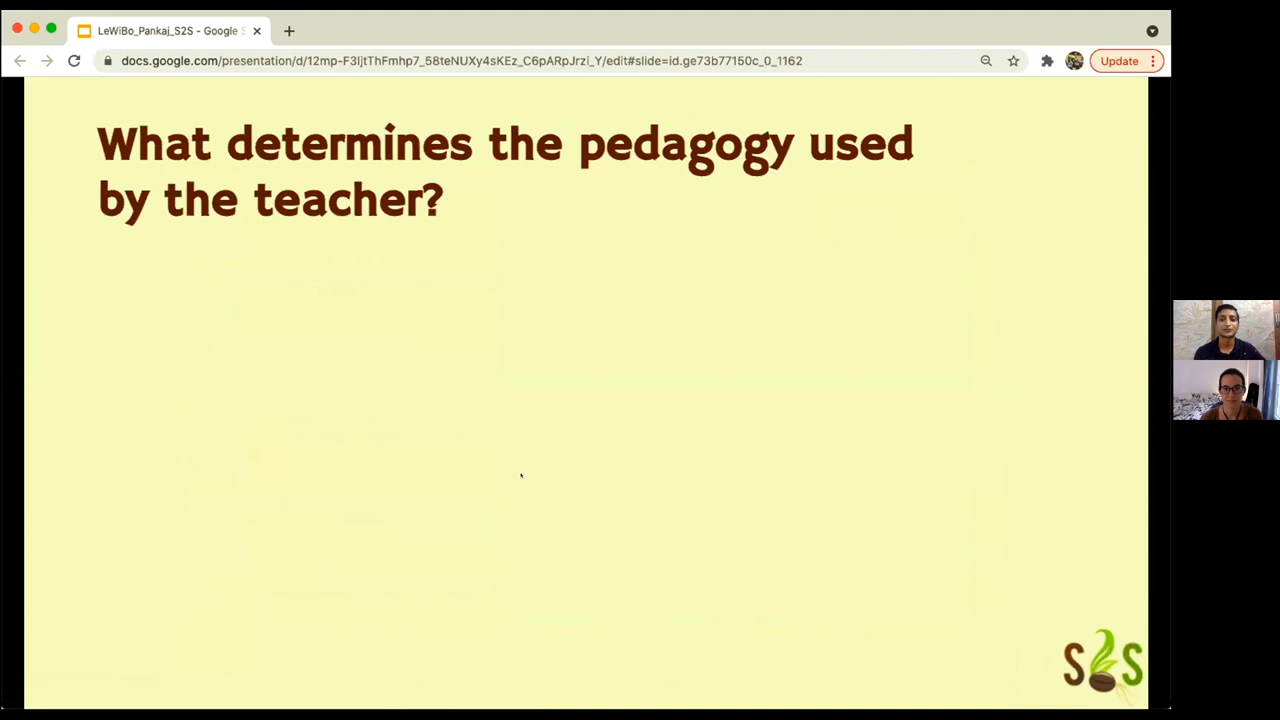 LeWiBo_Pankaj_S2S - Google S
docs.google.com/presentation/d/12mp-F3IjtThFmhp7_58teNUXy4sKEz_C6pARpJrzi_Y/edit#slide=id.ge73b77150c_0_1162
Update
What determines the pedagogy used
by the teacher?
S2S